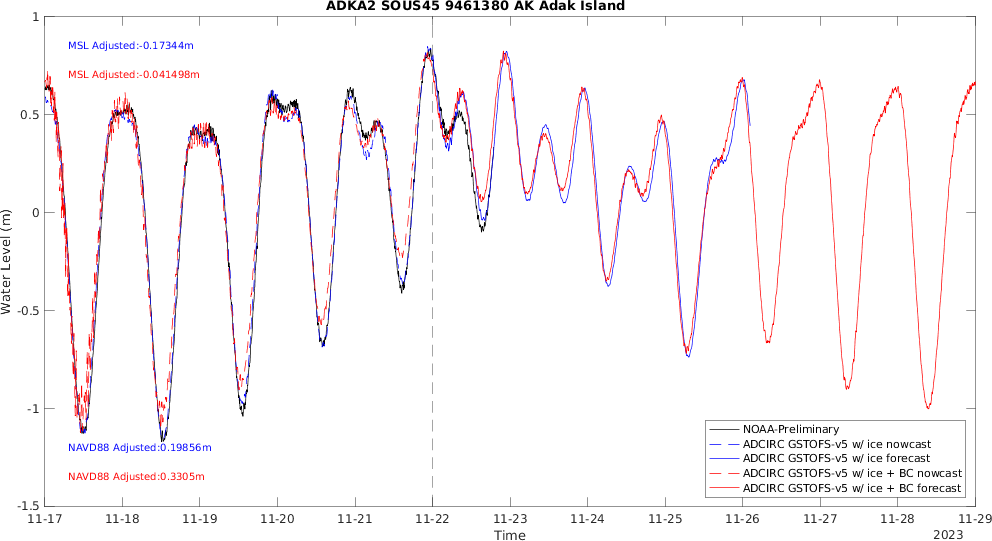 ADKA2 SOUS45 9461380 AK Adak Island
MSL Adjusted:-0.17344m
MSL Adjusted:-0.041498m
NAVD88 Adjusted:0.19856m
NAVD88 Adjusted:0.3305m
Water Level (m)
1
0.5
0
-0.5
-1
-1.5
NOAA-Preliminary
ADCIRC GSTOFS-v5 w/ ice nowcast
ADCIRC GSTOFS-v5 w/ ice forecast
ADCIRC GSTOFS-v5 w/ ice + BC nowcast
ADCIRC GSTOFS-v5 w/ ice + BC forecast
11-17 11-18 11-19 11-20 11-21 11-22 11-23 11-24 11-25 11-26 11-27 11-28 11-29
Time
2023